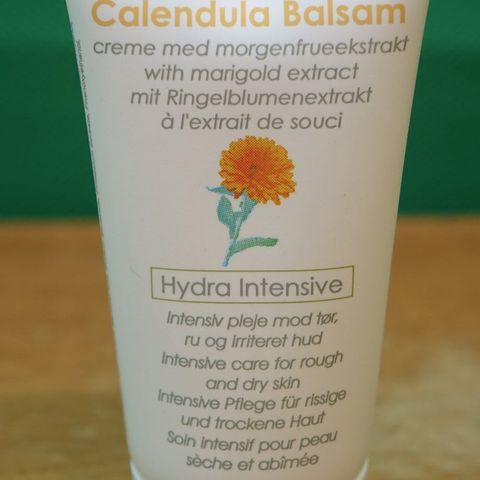 Calendula Balsam
creme med morgenfrueekstrakt
with marigold extract
mit Ringelblumenextrakt
à l'extrait de souci
Hydra Intensive
Intensiv pleje mod tør,
ru og irriteret hud
Intensive care for rough
and dry skin
Intensive Pflege für rissige
und trockene Haut
Soin intensif pour peau
sèche et abîmée